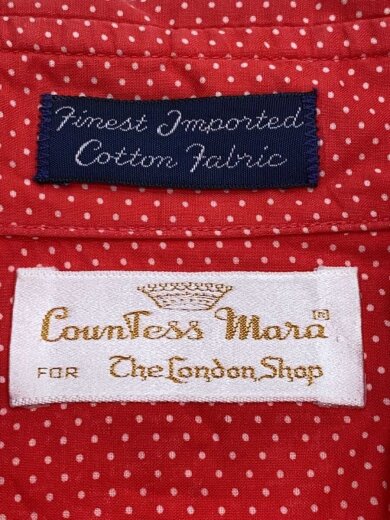 Finest Imported
Cotton Fabric
CounTess Mara®
FOR The London Shop